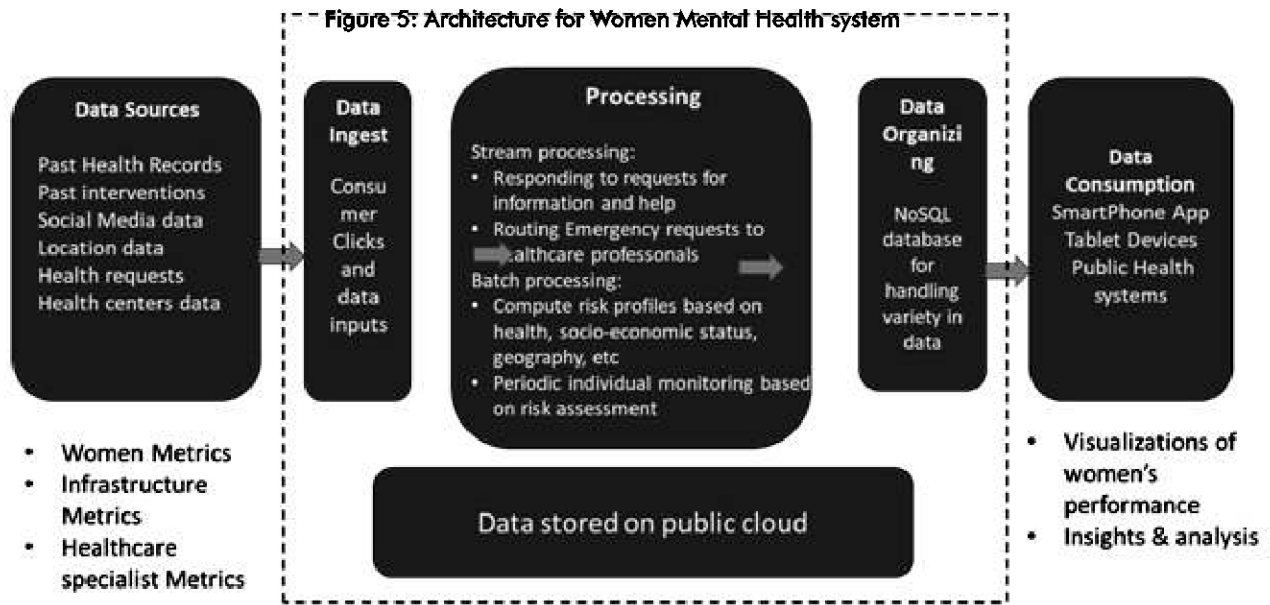 Figure 5: Architecture for Women Mental Health system
Data Sources
Past Health Records
Past interventions
Social Media data
Location data
Health requests
Health centers data
• Women Metrics
• Infrastructure
Metrics
• Healthcare
specialist Metrics
Data
Ingest
Consu
mer
Clicks
and
data
inputs
Processing
Stream processing:
• Responding to requests for
information and help
• Routing Emergency requests to
althcare professonals
Batch processing:
• Compute risk profiles based on
health, socio-economic status,
geography, etc
• Periodic individual monitoring based
on risk assessment
Data
Organizi
ng
NoSQL
database
for
handling
variety in
data
Data stored on public cloud
Data
Consumption
SmartPhone App
Tablet Devices
Public Health
systems
• Visualizations of
women's
performance
• Insights & analysis